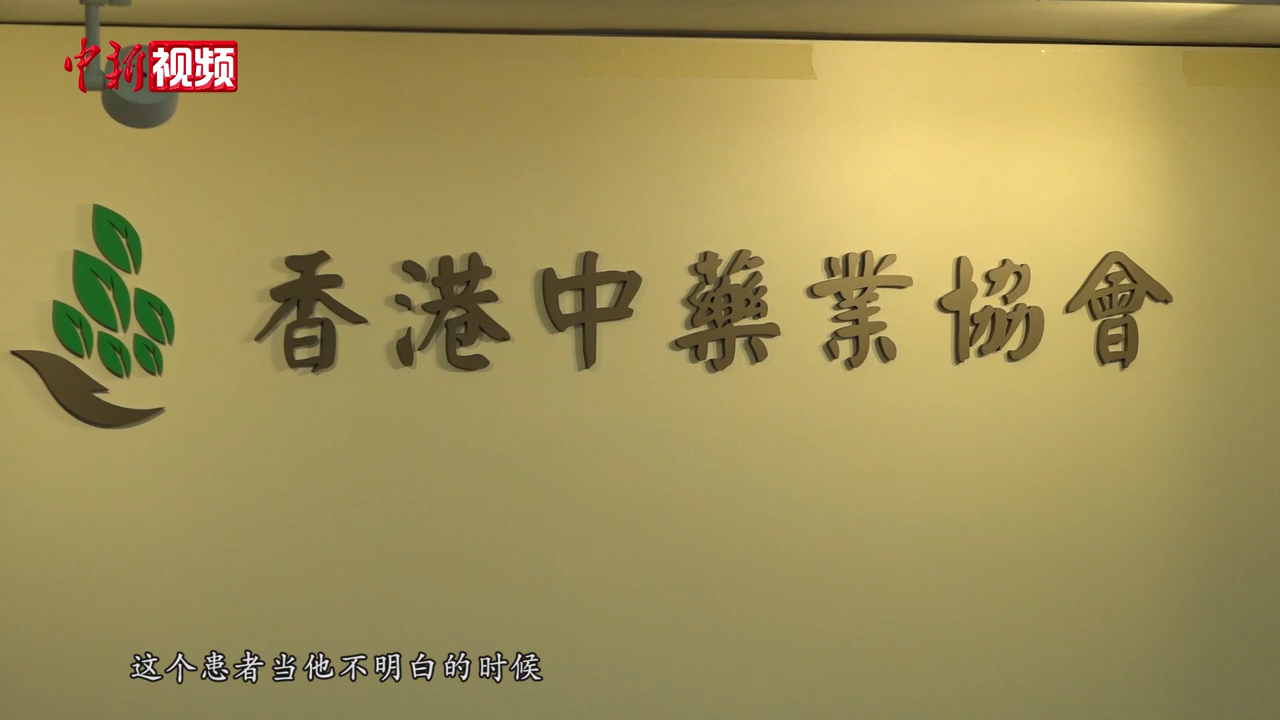 中新视频
香港中藥業協會
这个患者当他不明白的时候